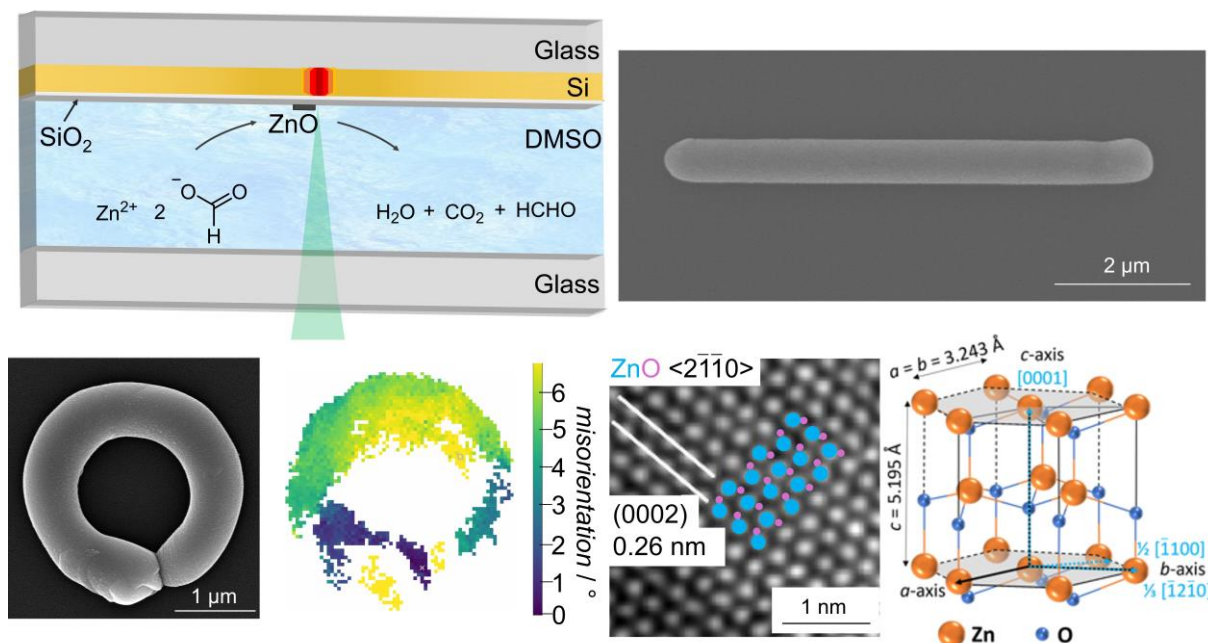 Glass
Si
SiO₂
ZnO
DMSO
Zn²⁺ 2 ⁻O O H
H₂O + CO₂ + HCHO
Glass
2 µm
1 µm
6
5
4
3
2
1
0
misorientation / °
ZnO <21̄1̄0>
(0002)
0.26 nm
1 nm
a = b = 3.243 Å
c-axis
[0001]
c = 5.195 Å
½ [1̄100]
b-axis
⅓ [1̄21̄0]
a-axis
Zn O